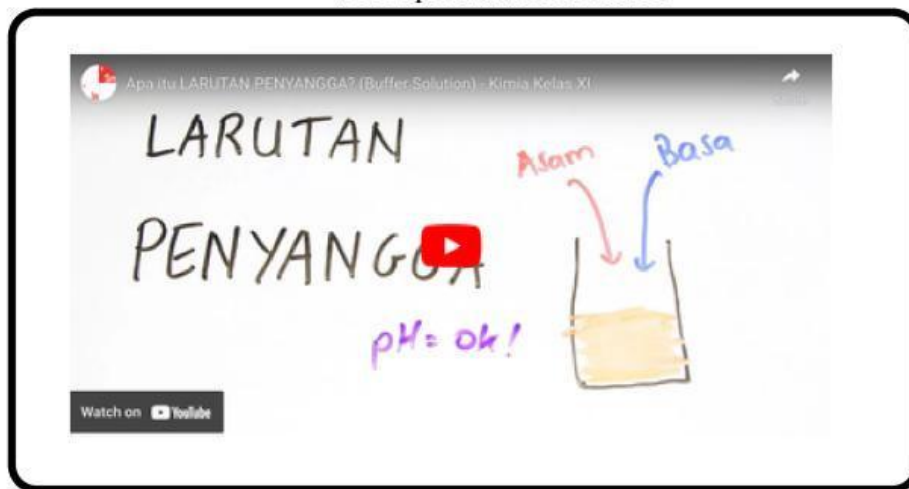 Apa itu LARUTAN PENYANGGA? (Buffer Solution) - Kimia Kelas XI
LARUTAN
Asam
Basa
PENYANGGA
pH = ok!
Watch on YouTube